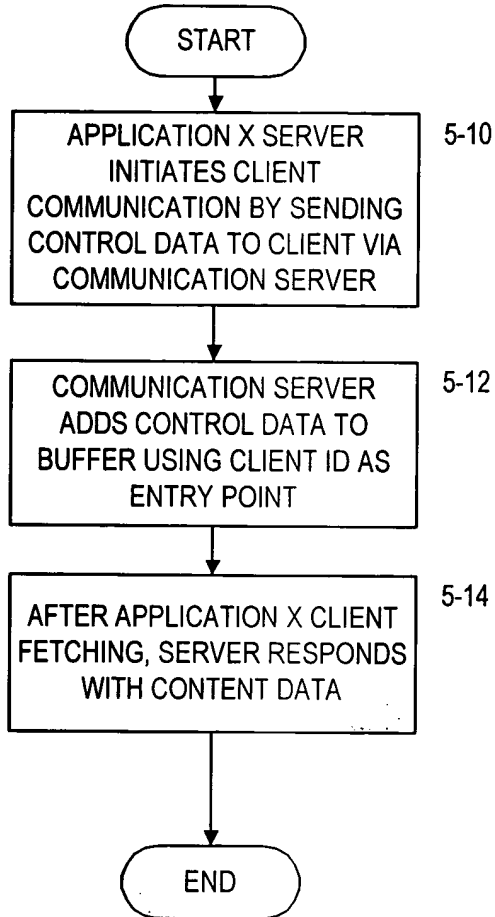 START
APPLICATION X SERVER
INITIATES CLIENT
COMMUNICATION BY SENDING
CONTROL DATA TO CLIENT VIA
COMMUNICATION SERVER
5-10
COMMUNICATION SERVER
ADDS CONTROL DATA TO
BUFFER USING CLIENT ID AS
ENTRY POINT
5-12
AFTER APPLICATION X CLIENT
FETCHING, SERVER RESPONDS
WITH CONTENT DATA
5-14
END